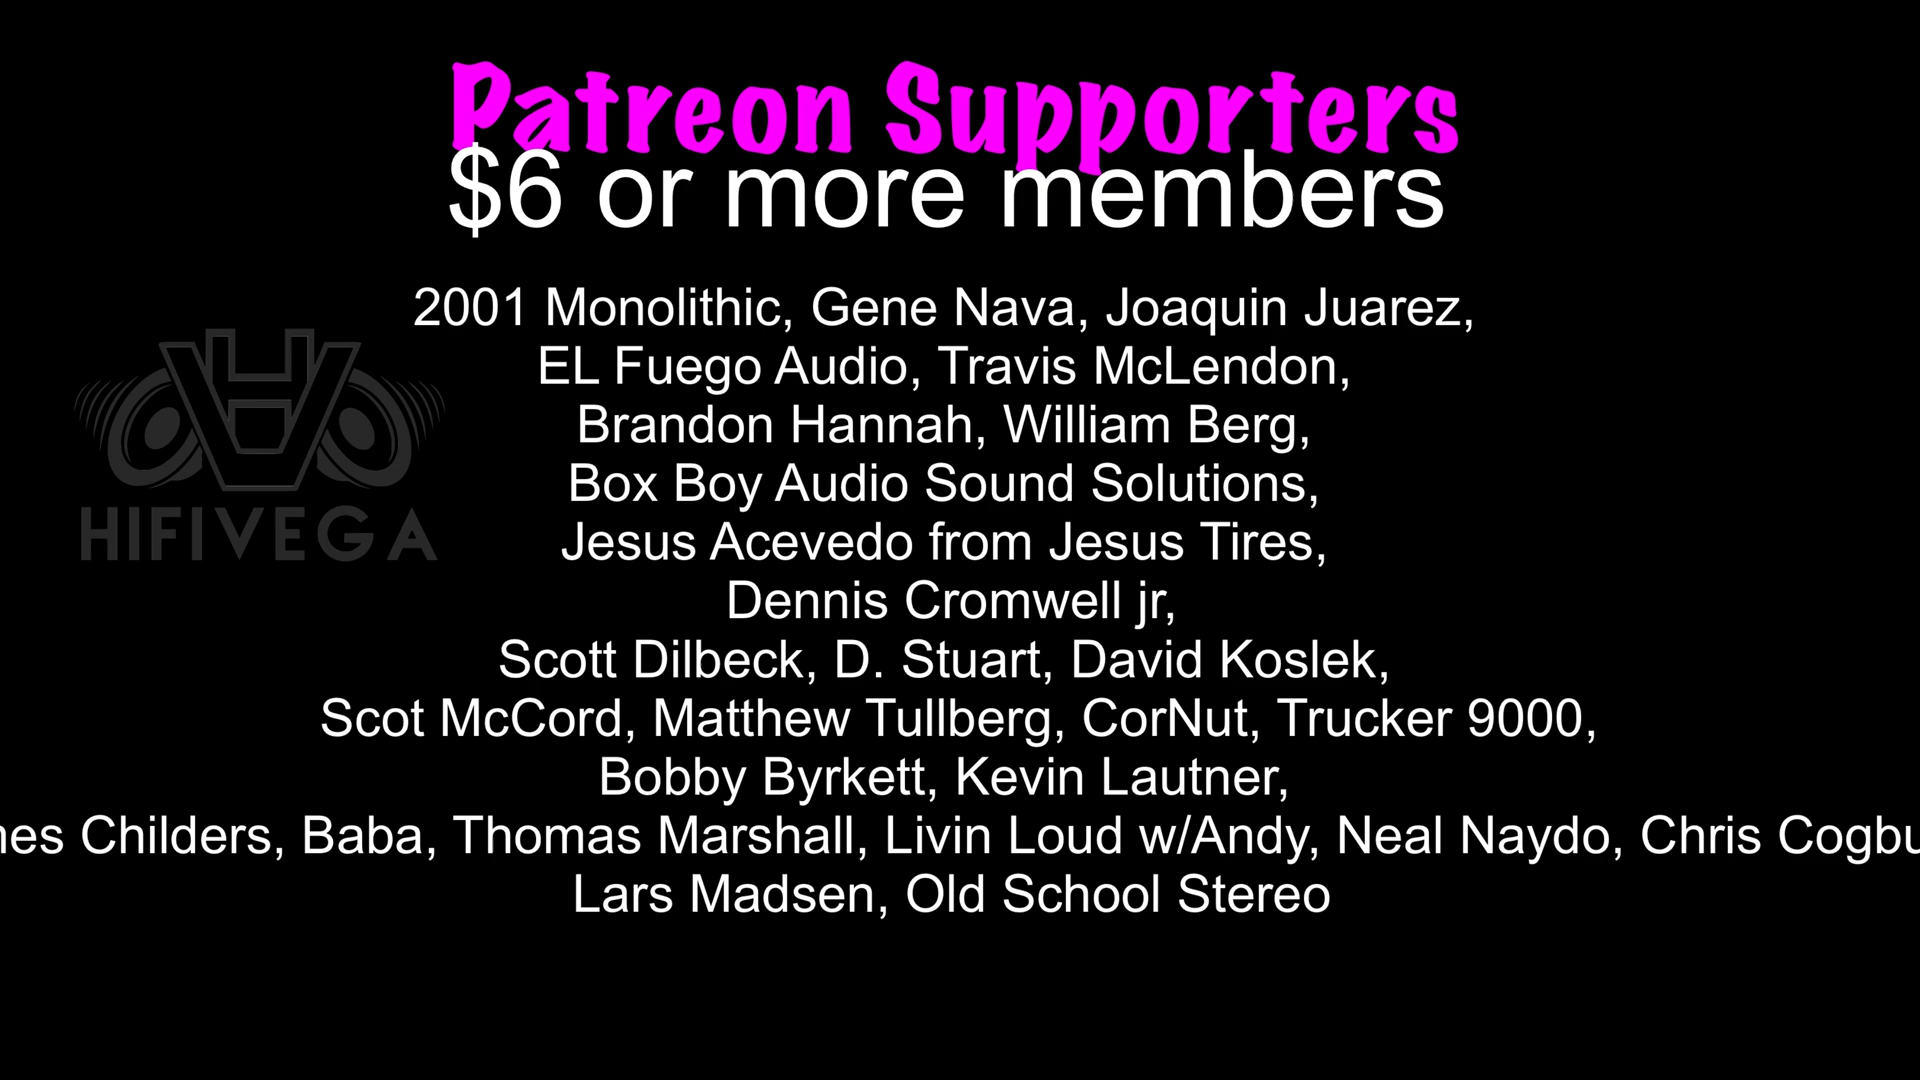 Patreon Supporters
$6 or more members
2001 Monolithic, Gene Nava, Joaquin Juarez,
EL Fuego Audio, Travis McLendon,
Brandon Hannah, William Berg,
Box Boy Audio Sound Solutions,
Jesus Acevedo from Jesus Tires,
Dennis Cromwell jr,
Scott Dilbeck, D. Stuart, David Koslek,
Scot McCord, Matthew Tullberg, CorNut, Trucker 9000,
Bobby Byrkett, Kevin Lautner,
Childers, Baba, Thomas Marshall, Livin Loud w/Andy, Neal Naydo, Chris
Lars Madsen, Old School Stereo
HIFIVEGA